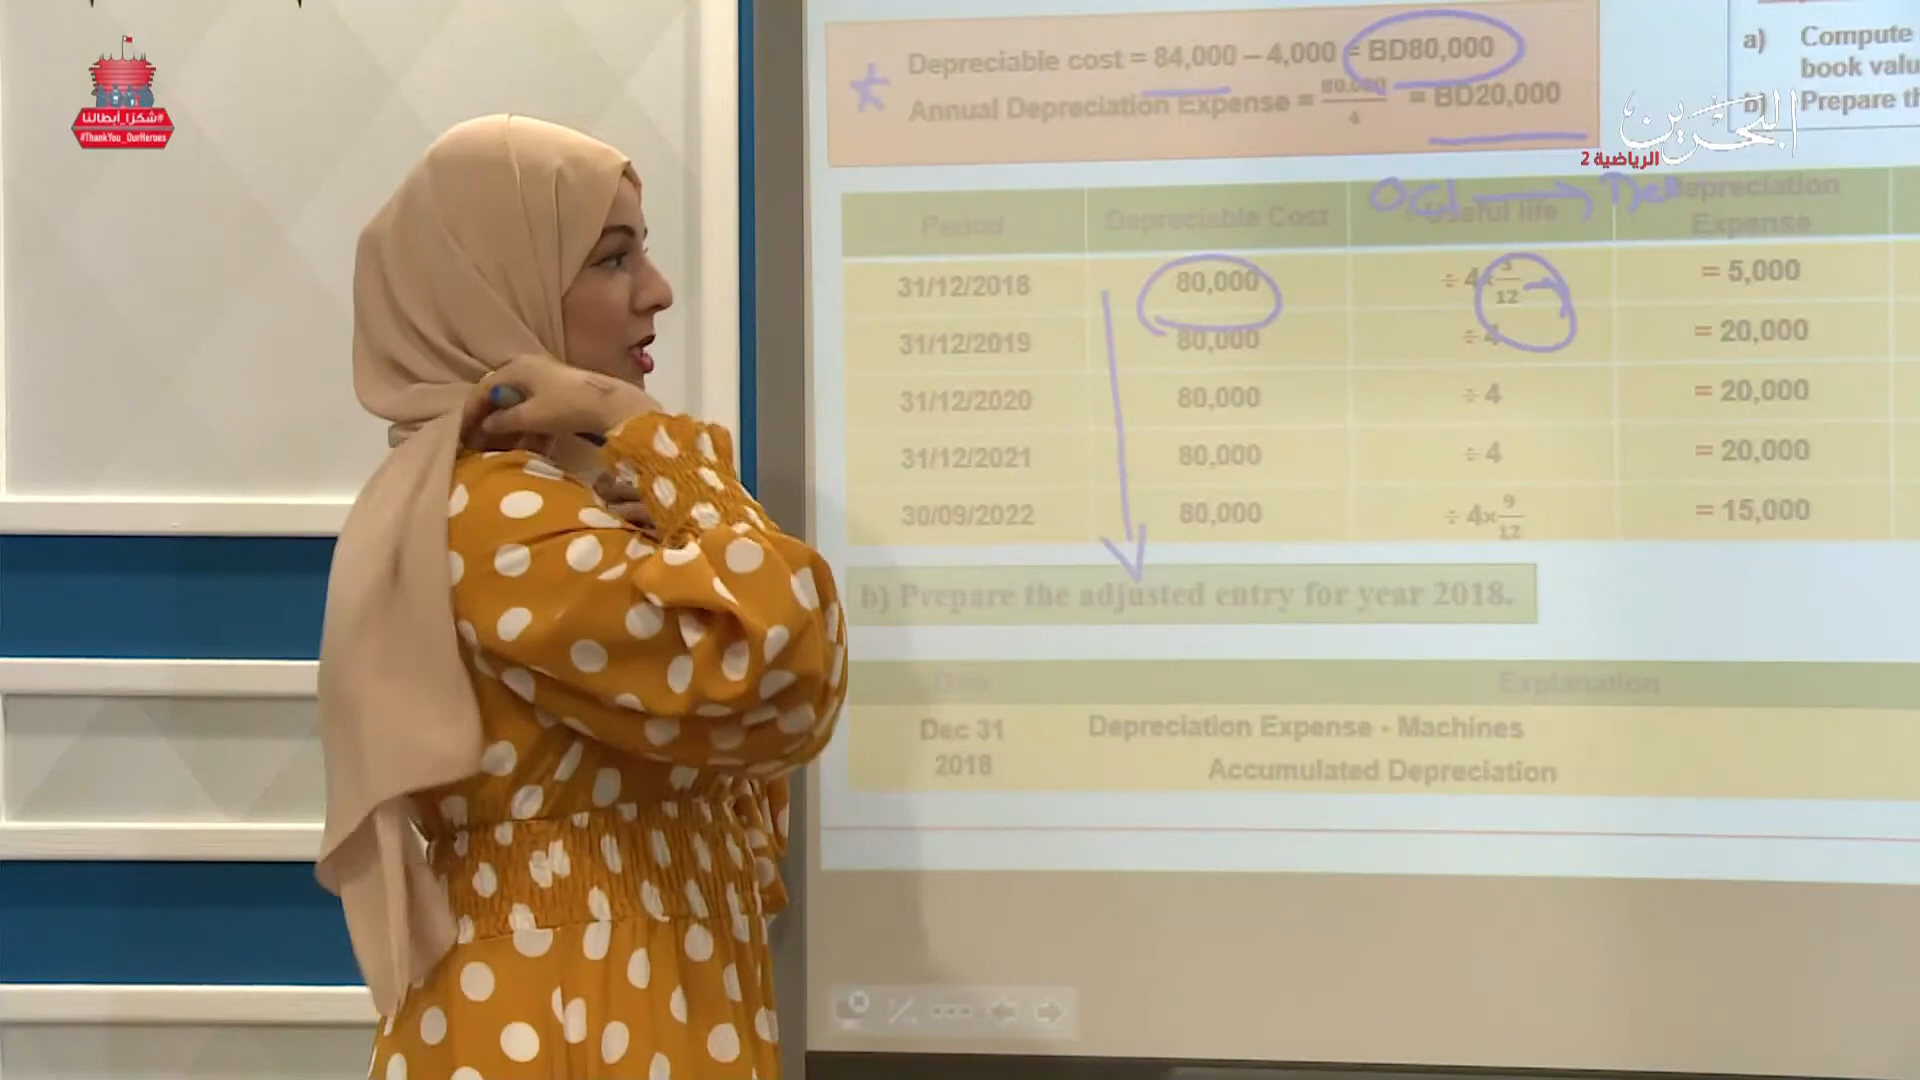 #شكرا_أبطالنا
#ThankYou_OurHeroes
Depreciable cost = 84,000 – 4,000 = BD80,000
Annual Depreciation Expense = 80,000/4 = BD20,000
a) Compute
book valu
b) Prepare th
البحرين
الرياضية 2
Oct → Dec
Period Depreciable Cost Useful life Depreciation Expense
31/12/2018 80,000 ÷ 4x 3/12 = 5,000
31/12/2019 80,000 ÷ 4 = 20,000
31/12/2020 80,000 ÷ 4 = 20,000
31/12/2021 80,000 ÷ 4 = 20,000
30/09/2022 80,000 ÷ 4x 9/12 = 15,000
b) Prepare the adjusted entry for year 2018.
Date Explanation
Dec 31 Depreciation Expense - Machines
2018 Accumulated Depreciation